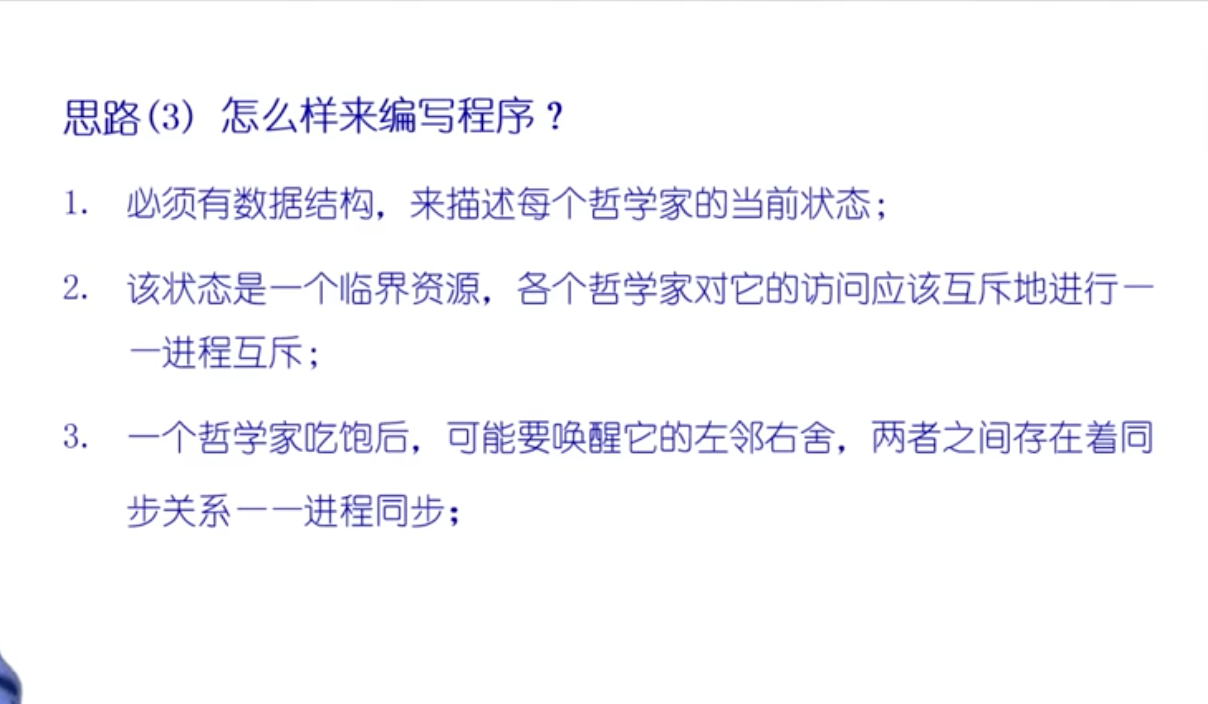 思路(3) 怎么样来编写程序？
1. 必须有数据结构，来描述每个哲学家的当前状态；
2. 该状态是一个临界资源，各个哲学家对它的访问应该互斥地进行—
—进程互斥；
3. 一个哲学家吃饱后，可能要唤醒它的左邻右舍，两者之间存在着同
步关系——进程同步；